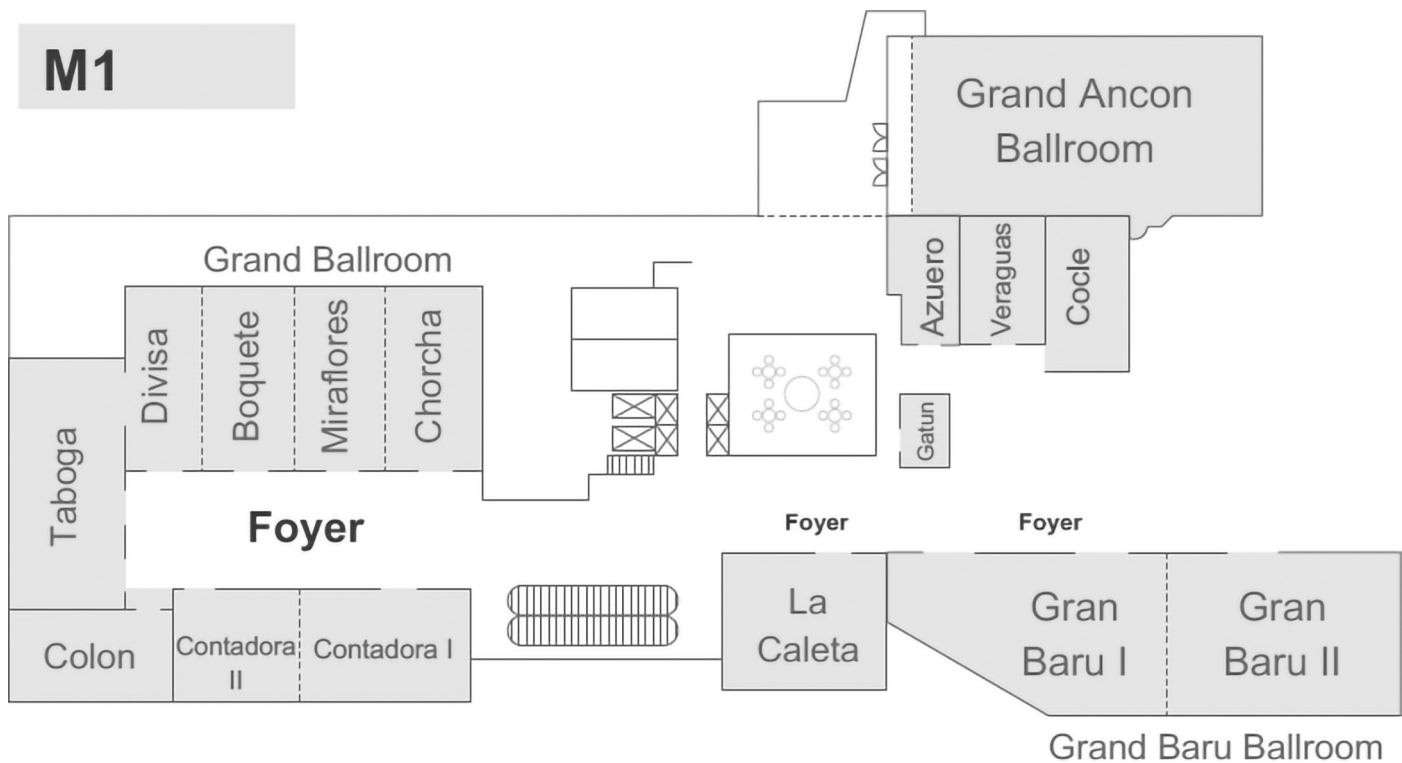 M1
Grand Ancon
Ballroom
Grand Ballroom
Azuero
Veraguas
Cocle
Divisa
Boquete
Miraflores
Chorcha
Taboga
Gatun
Foyer
Foyer
Foyer
La
Caleta
Gran
Baru I
Gran
Baru II
Colon
Contadora
II
Contadora I
Grand Baru Ballroom